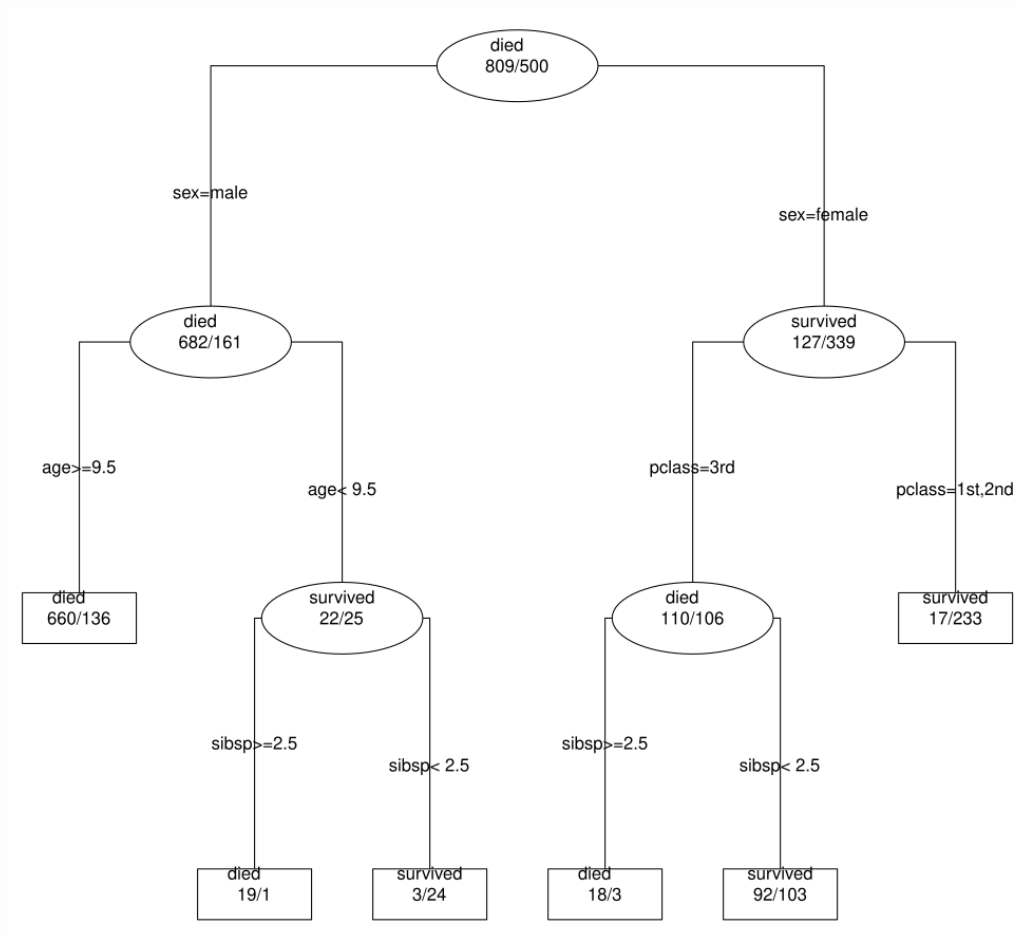 died
809/500
sex=male
sex=female
died
682/161
survived
127/339
age>=9.5
age< 9.5
pclass=3rd
pclass=1st,2nd
died
660/136
survived
22/25
died
110/106
survived
17/233
sibsp>=2.5
sibsp< 2.5
sibsp>=2.5
sibsp< 2.5
died
19/1
survived
3/24
died
18/3
survived
92/103